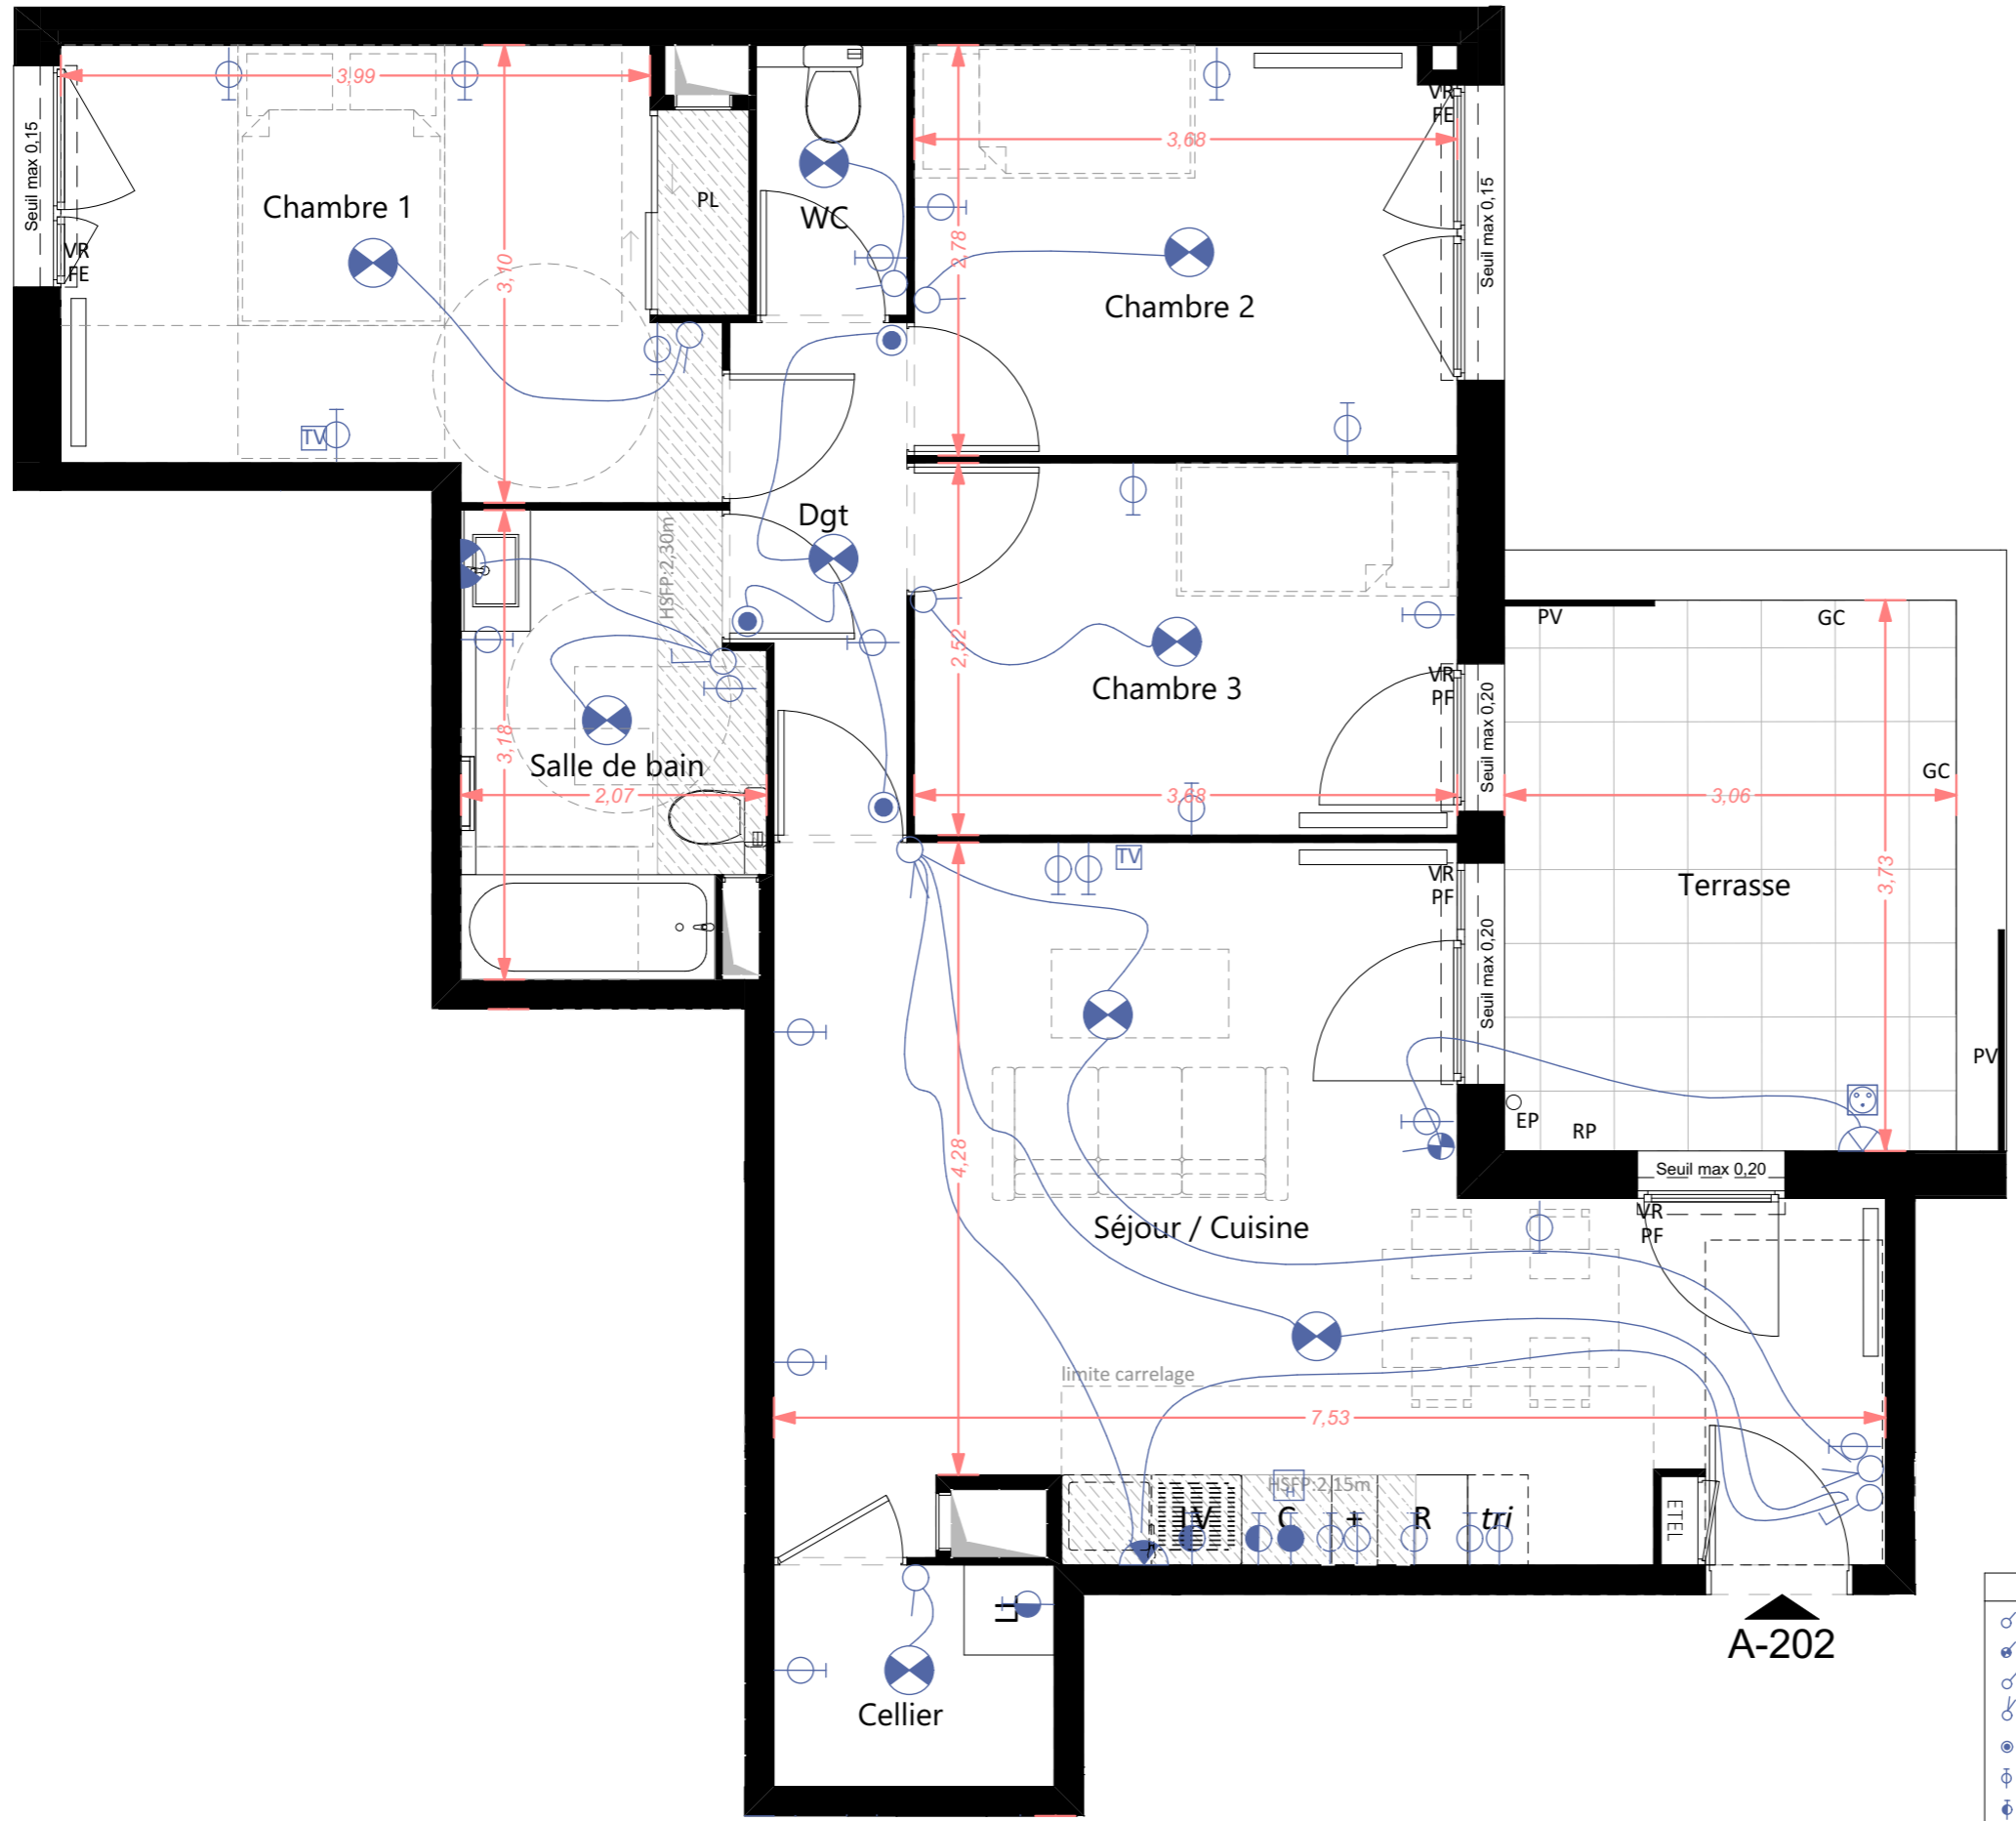 3,99
Seuil max 0,15
Chambre 1
VR
FE
3,10
PL
TV
WC
3,68
2,78
VR
FE
Seuil max 0,15
Chambre 2
Dgt
HSFP:2,30m
3,18
Salle de bain
2,07
2,52
Chambre 3
3,68
VR
PF
Seuil max 0,20
PV
GC
GC
3,06
3,73
Terrasse
PV
EP
RP
TV
VR
PF
Seuil max 0,20
Seuil max 0,20
VR
PF
4,28
Séjour / Cuisine
limite carrelage
7,53
HSFP:2,15m
LV
C
+
R
tri
ETEL
LL
Cellier
A-202